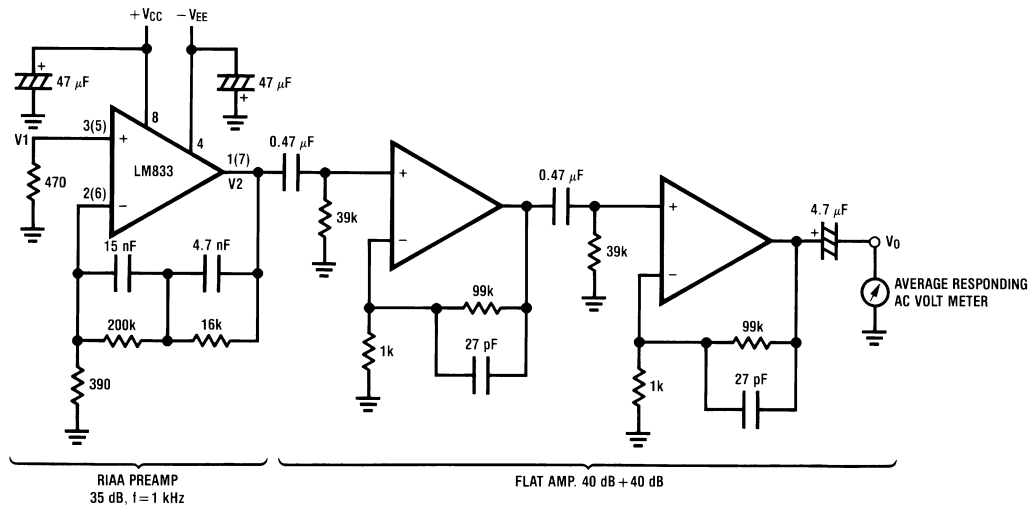 +VCC
−VEE
+
47 μF
47 μF
+
8
4
V1
3(5)
+
LM833
1(7)
V2
470
2(6)
−
15 nF
4.7 nF
200k
16k
390
0.47 μF
39k
+
−
99k
27 pF
1k
0.47 μF
39k
+
−
99k
27 pF
1k
4.7 μF
+
VO
AVERAGE RESPONDING
AC VOLT METER
RIAA PREAMP
35 dB, f=1 kHz
FLAT AMP. 40 dB+40 dB